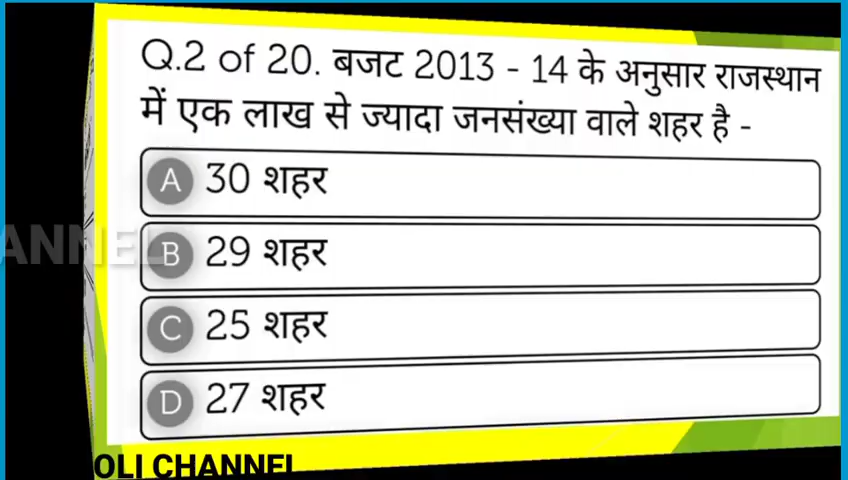 Q.2 of 20. बजट 2013 - 14 के अनुसार राजस्थान
में एक लाख से ज्यादा जनसंख्या वाले शहर है -
A 30 शहर
B 29 शहर
C 25 शहर
D 27 शहर
ANNEL
OLI CHANNEL